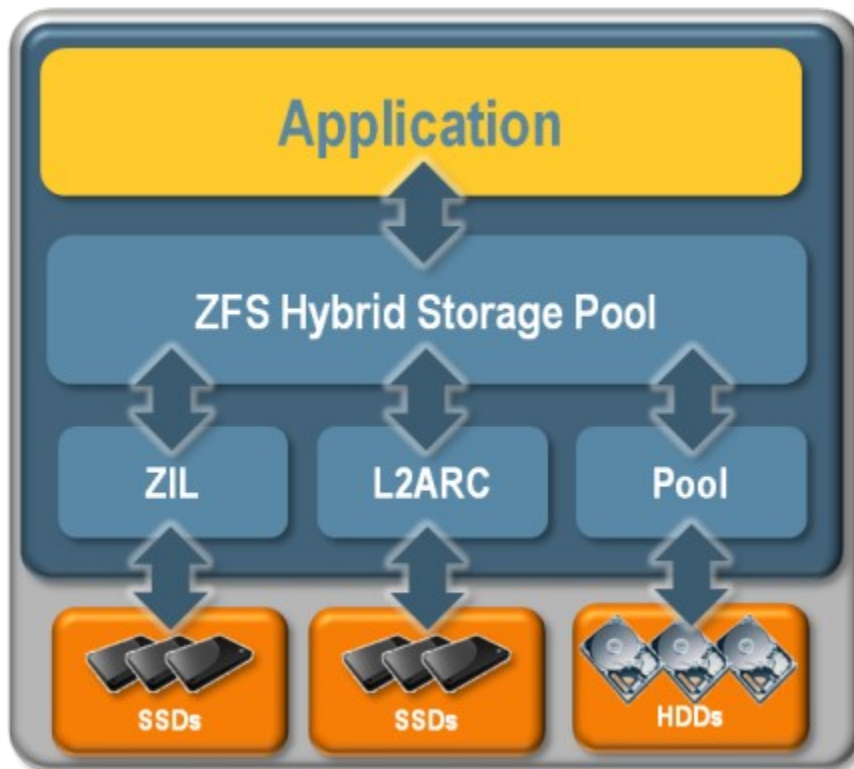 Application
ZFS Hybrid Storage Pool
ZIL
L2ARC
Pool
SSDs
SSDs
HDDs